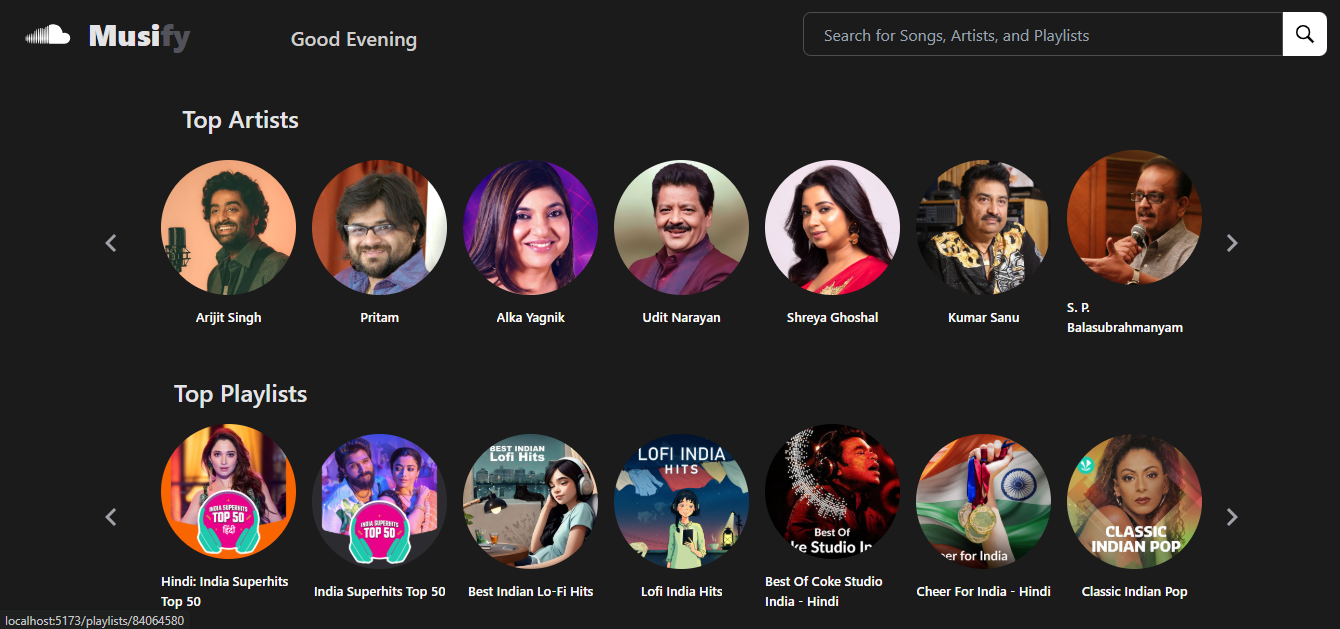 Musify
Good Evening
Search for Songs, Artists, and Playlists
Top Artists
Arijit Singh
Pritam
Alka Yagnik
Udit Narayan
Shreya Ghoshal
Kumar Sanu
S. P.
Balasubrahmanyam
Top Playlists
INDIA SUPERHITS
TOP 50
हिंदी
Hindi: India Superhits
Top 50
INDIA SUPERHITS
TOP 50
India Superhits Top 50
BEST INDIAN
Lofi Hits
Best Indian Lo-Fi Hits
LOFI INDIA
HITS
Lofi India Hits
Best Of
ke Studio In
Best Of Coke Studio
India - Hindi
eer for India
Cheer For India - Hindi
CLASSIC
INDIAN POP
Classic Indian Pop
localhost:5173/playlists/84064580